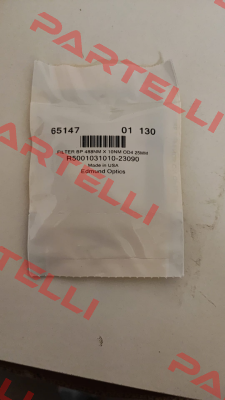 PARTELLI
65147 01 130
FILTER BP 488NM X 10NM OD4 25MM
R5001031010-23090
Made in USA
Edmund Optics
PARTELLI
PARTELLI